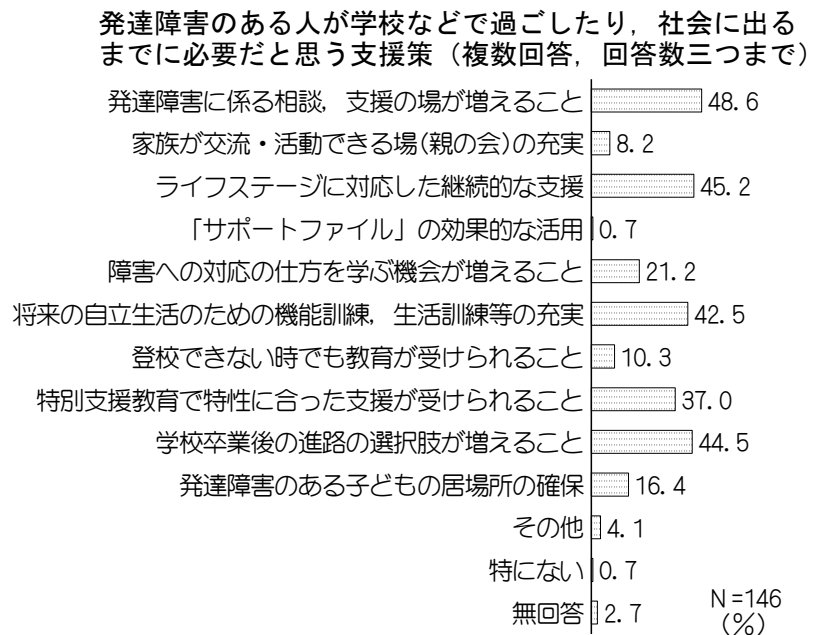 発達障害のある人が学校などで過ごしたり，社会に出る
までに必要だと思う支援策（複数回答，回答数三つまで）
発達障害に係る相談，支援の場が増えること 48.6
家族が交流・活動できる場(親の会)の充実 8.2
ライフステージに対応した継続的な支援 45.2
「サポートファイル」の効果的な活用 0.7
障害への対応の仕方を学ぶ機会が増えること 21.2
将来の自立生活のための機能訓練，生活訓練等の充実 42.5
登校できない時でも教育が受けられること 10.3
特別支援教育で特性に合った支援が受けられること 37.0
学校卒業後の進路の選択肢が増えること 44.5
発達障害のある子どもの居場所の確保 16.4
その他 4.1
特にない 0.7
無回答 2.7
N=146
(％)